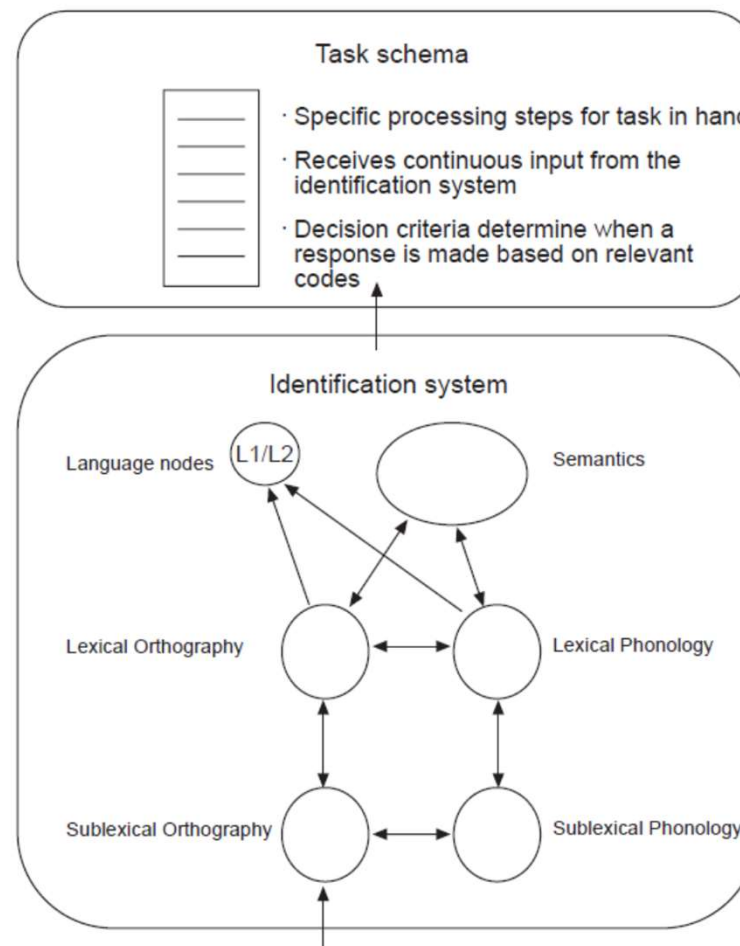 Task schema
· Specific processing steps for task in hand
· Receives continuous input from the
identification system
· Decision criteria determine when a
response is made based on relevant
codes
Identification system
Language nodes
L1/L2
Semantics
Lexical Orthography
Lexical Phonology
Sublexical Orthography
Sublexical Phonology